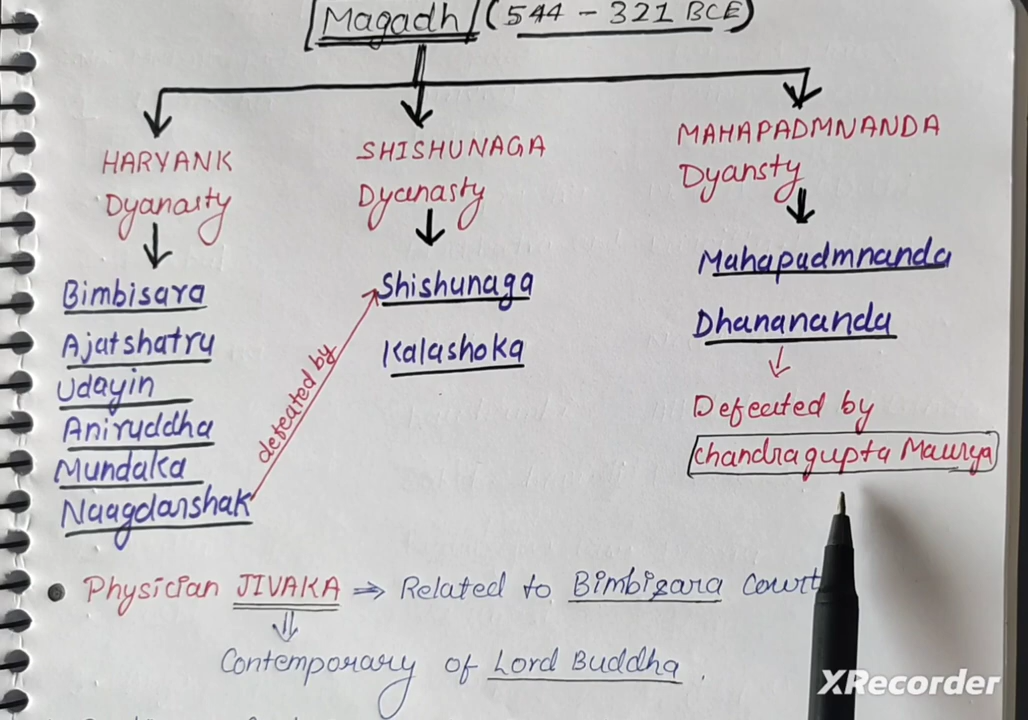 Magadh (544 - 321 BCE)
HARYANK
Dyanasty
Bimbisara
Ajatshatru
Udayin
Aniruddha
Mundaka
Naagdarshak
defeated by
SHISHUNAGA
Dyanasty
Shishunaga
Kalashoka
MAHAPADMNANDA
Dyansty
Mahapadmnanda
Dhanananda
Defeated by
Chandragupta Maurya
Physician JIVAKA ⇒ Related to Bimbisara Court
Contemporary of Lord Buddha.
XRecorder